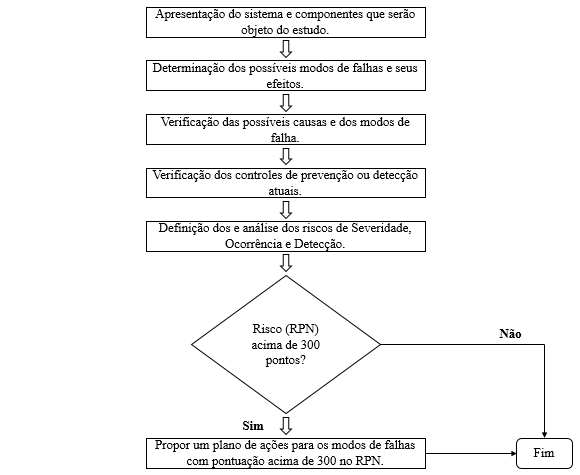 Apresentação do sistema e componentes que serão
objeto do estudo.
Determinação dos possíveis modos de falhas e seus
efeitos.
Verificação das possíveis causas e dos modos de
falha.
Verificação dos controles de prevenção ou detecção
atuais.
Definição dos e análise dos riscos de Severidade,
Ocorrência e Detecção.
Risco (RPN)
acima de 300
pontos?
Não
Sim
Propor um plano de ações para os modos de falhas
com pontuação acima de 300 no RPN.
Fim